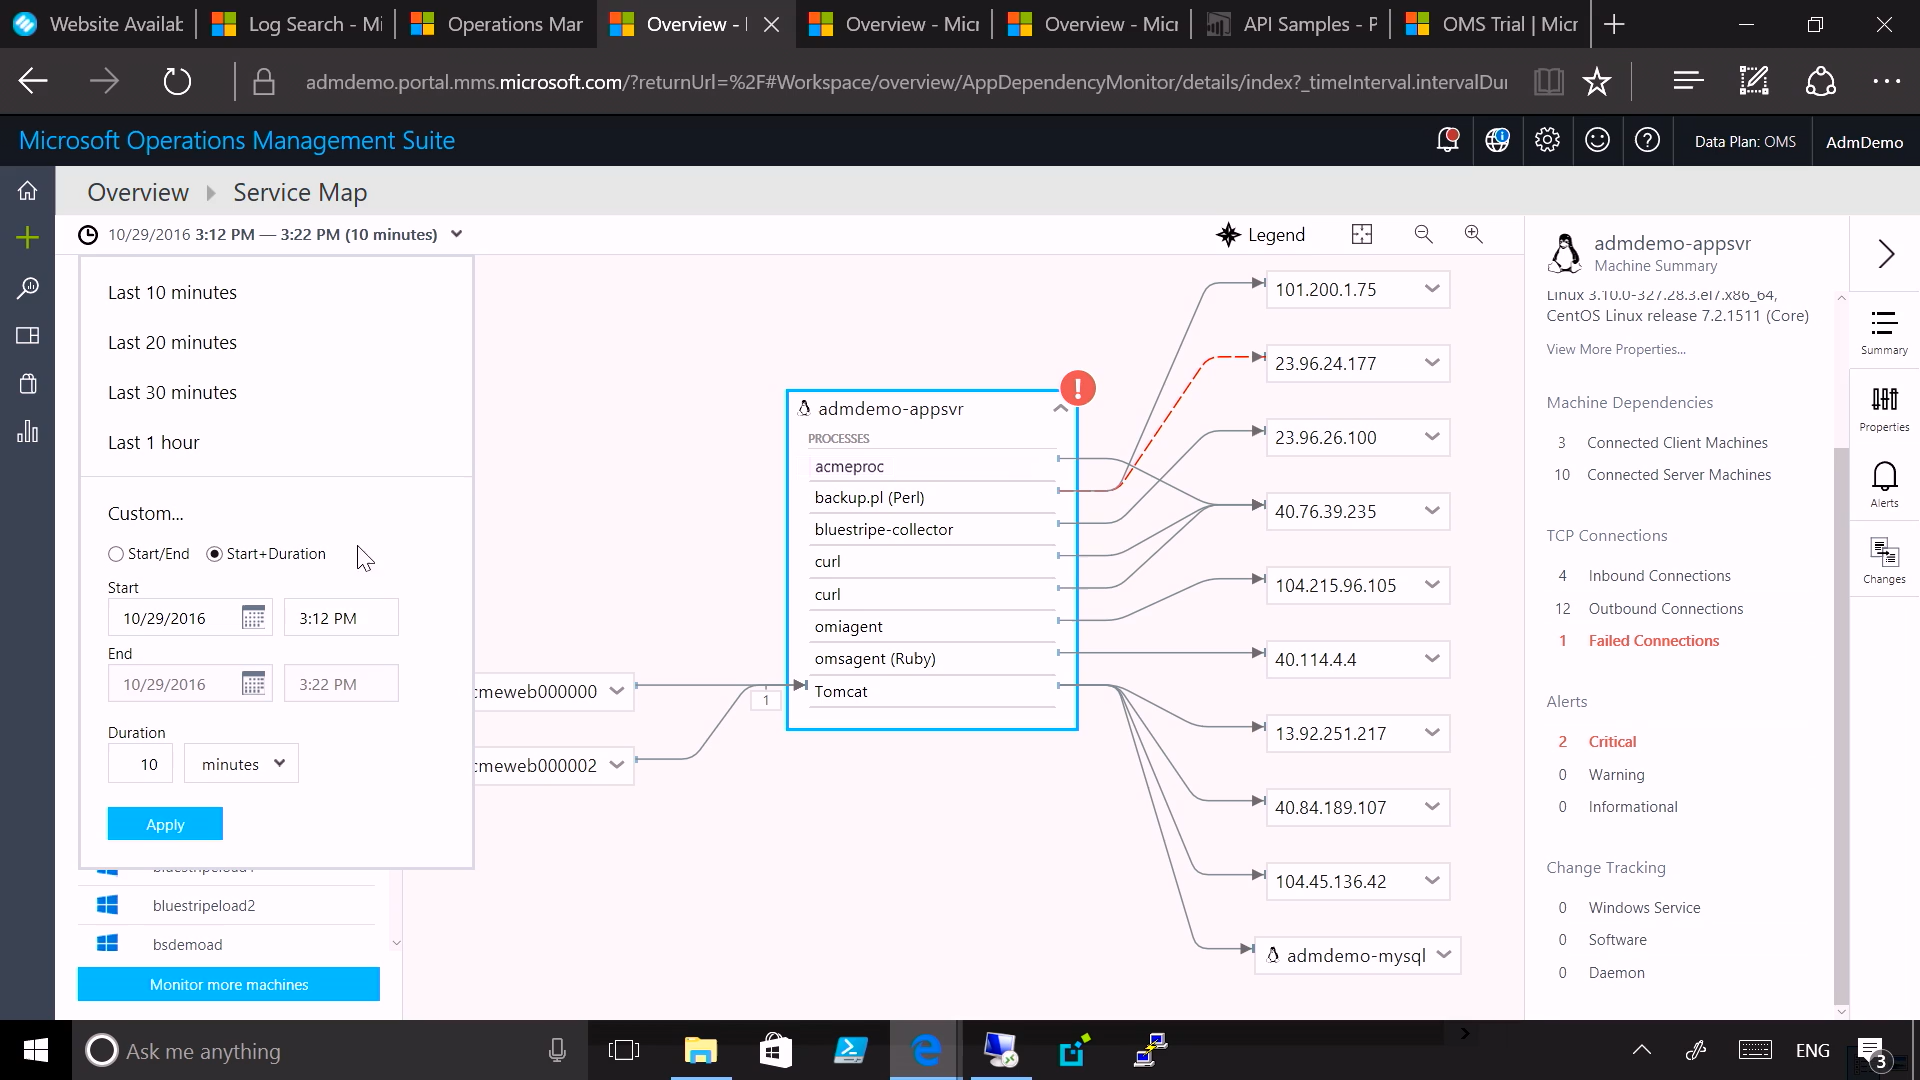 Website Availab
Log Search - Mi
Operations Mar
Overview - I
Overview - Micr
Overview - Micr
API Samples - P
OMS Trial | Micr
admdemo.portal.mms.microsoft.com/?returnUrl=%2F#Workspace/overview/AppDependencyMonitor/details/index?_timeInterval.intervalDur
Microsoft Operations Management Suite
Data Plan: OMS
AdmDemo
Overview
Service Map
10/29/2016 3:12 PM — 3:22 PM (10 minutes)
Legend
Last 10 minutes
Last 20 minutes
Last 30 minutes
Last 1 hour
Custom...
Start/End
Start+Duration
Start
10/29/2016
3:12 PM
End
10/29/2016
3:22 PM
Duration
10
minutes
Apply
bluestripeload2
bsdemoad
Monitor more machines
cmeweb000000
cmeweb000002
1
admdemo-appsvr
!
PROCESSES
acmeproc
backup.pl (Perl)
bluestripe-collector
curl
curl
omiagent
omsagent (Ruby)
Tomcat
101.200.1.75
23.96.24.177
23.96.26.100
40.76.39.235
104.215.96.105
40.114.4.4
13.92.251.217
40.84.189.107
104.45.136.42
admdemo-mysql
admdemo-appsvr
Machine Summary
Linux 3.10.0-327.28.3.el7.x86_64,
CentOS Linux release 7.2.1511 (Core)
View More Properties...
Machine Dependencies
3 Connected Client Machines
10 Connected Server Machines
TCP Connections
4 Inbound Connections
12 Outbound Connections
1 Failed Connections
Alerts
2 Critical
0 Warning
0 Informational
Change Tracking
0 Windows Service
0 Software
0 Daemon
Summary
Properties
Alerts
Changes
Ask me anything
ENG
3